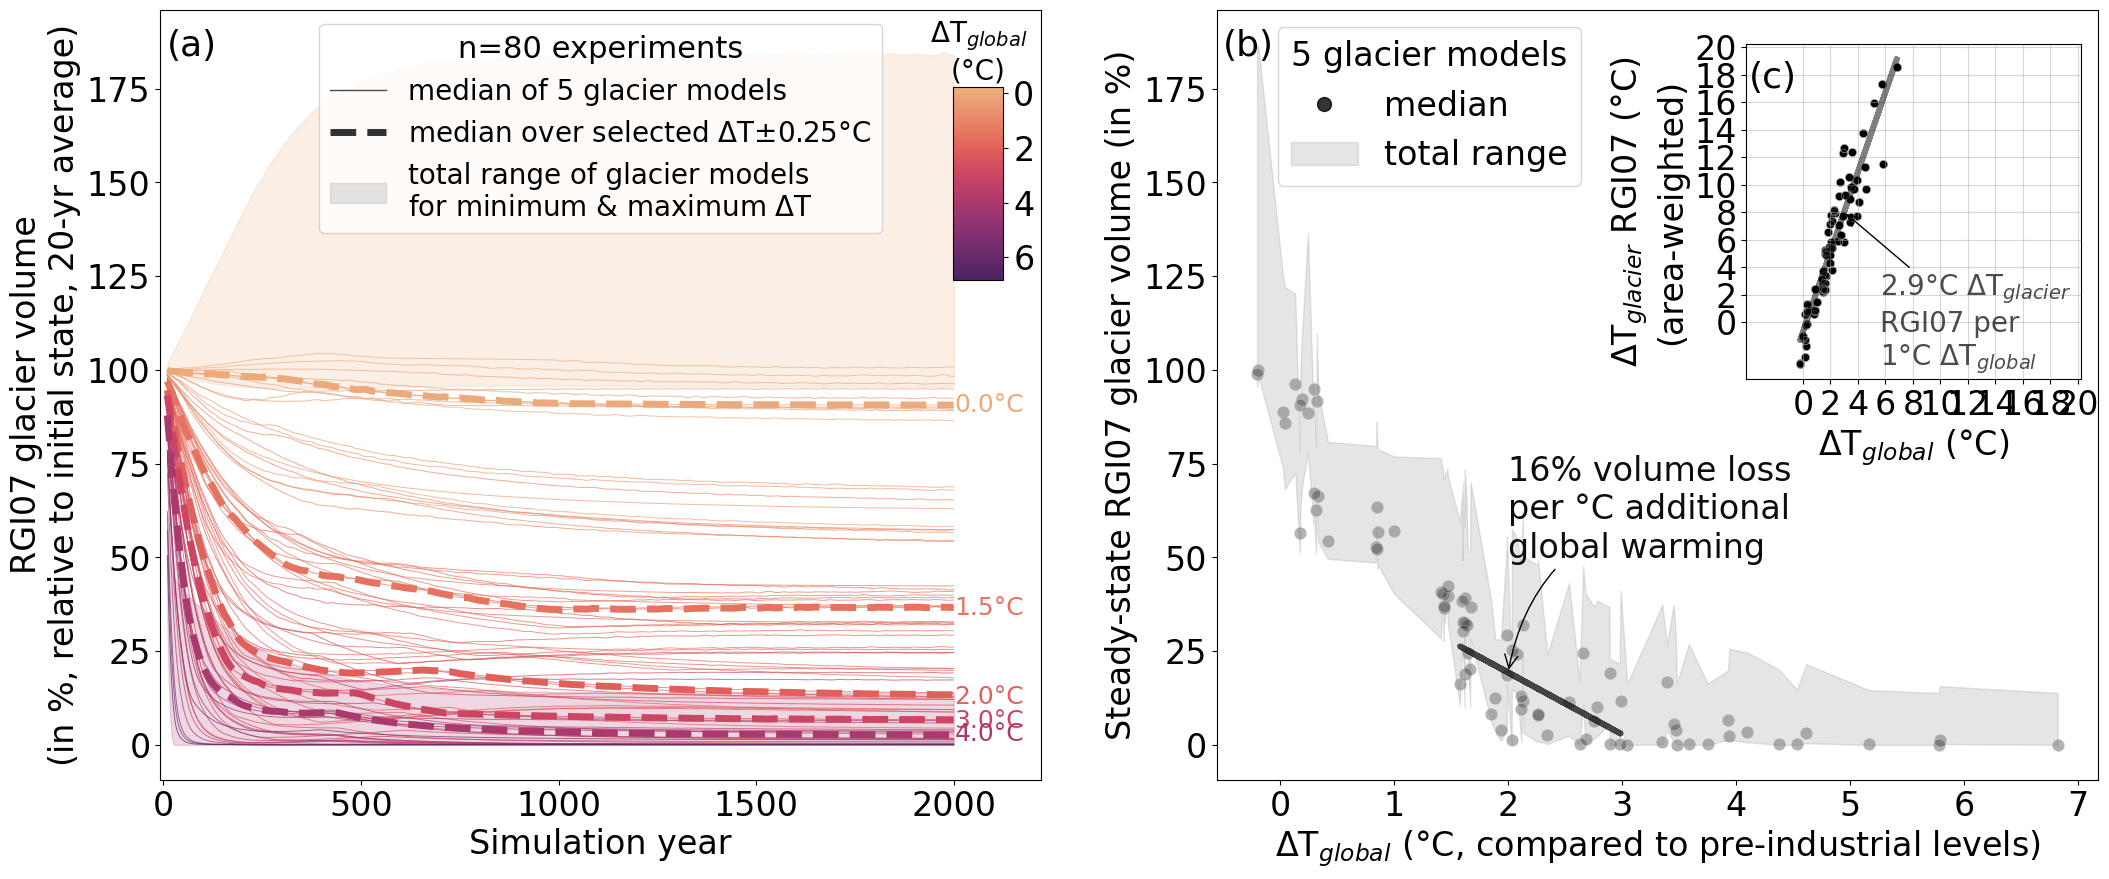 (a)
n=80 experiments
median of 5 glacier models
median over selected ΔT±0.25°C
total range of glacier models
for minimum & maximum ΔT
ΔTglobal
(°C)
0
2
4
6
RGI07 glacier volume
(in %, relative to initial state, 20-yr average)
175
150
125
100
75
50
25
0
0.0°C
1.5°C
2.0°C
3.0°C
4.0°C
0 500 1000 1500 2000
Simulation year
(b)
5 glacier models
median
total range
Steady-state RGI07 glacier volume (in %)
175
150
125
100
75
50
25
0
16% volume loss
per °C additional
global warming
0 1 2 3 4 5 6 7
ΔTglobal (°C, compared to pre-industrial levels)
(c)
ΔTglacier RGI07 (°C)
(area-weighted)
20
18
16
14
12
10
8
6
4
2
0
2.9°C ΔTglacier
RGI07 per
1°C ΔTglobal
0 2 4 6 8 10 12 14 16 18 20
ΔTglobal (°C)